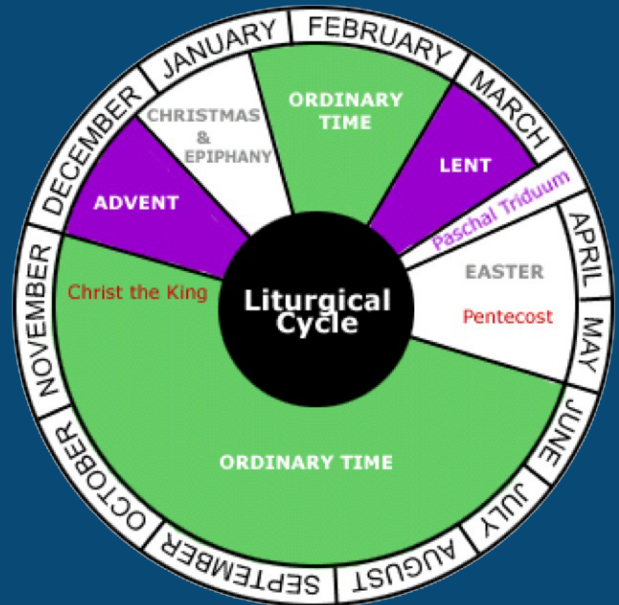 JANUARY
FEBRUARY
MARCH
APRIL
MAY
JUNE
JULY
AUGUST
SEPTEMBER
OCTOBER
NOVEMBER
DECEMBER
CHRISTMAS
&
EPIPHANY
ORDINARY
TIME
LENT
Paschal Triduum
EASTER
Pentecost
ADVENT
Christ the King
Liturgical
Cycle
ORDINARY TIME